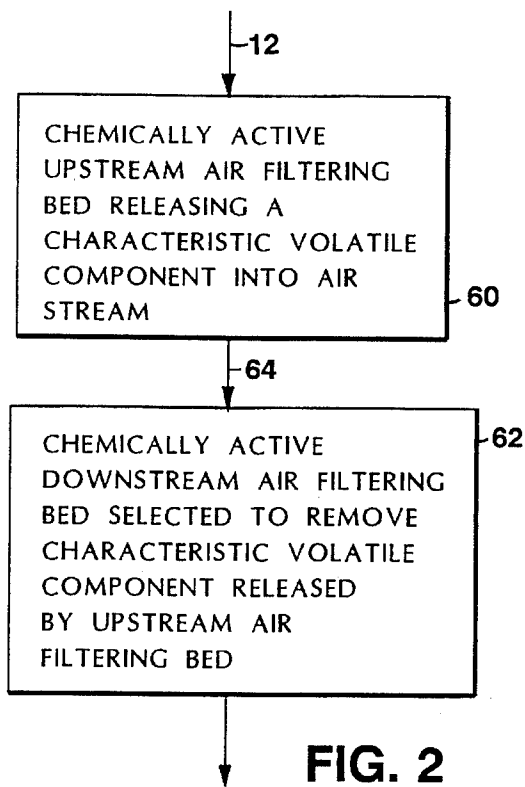 12
CHEMICALLY ACTIVE
UPSTREAM AIR FILTERING
BED RELEASING A
CHARACTERISTIC VOLATILE
COMPONENT INTO AIR
STREAM
60
64
CHEMICALLY ACTIVE
DOWNSTREAM AIR FILTERING
BED SELECTED TO REMOVE
CHARACTERISTIC VOLATILE
COMPONENT RELEASED
BY UPSTREAM AIR
FILTERING BED
62
FIG. 2